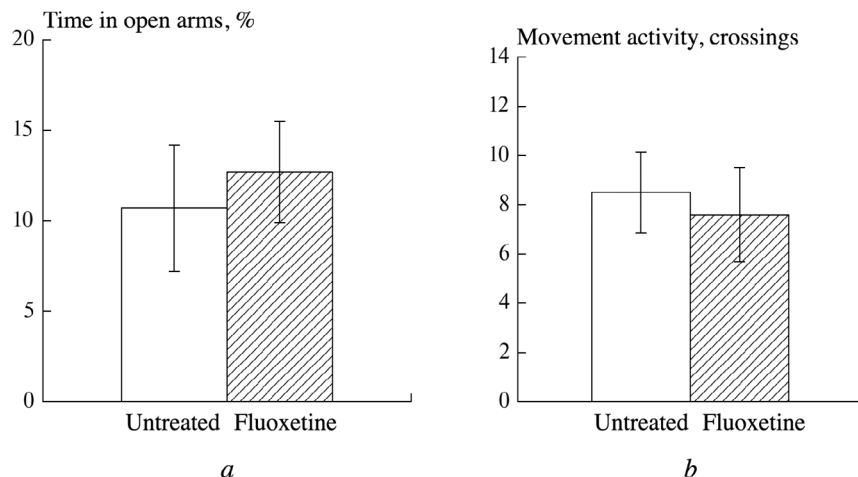 Time in open arms, %
20
15
10
5
0
Untreated Fluoxetine
a
Movement activity, crossings
14
12
10
8
6
4
2
0
Untreated Fluoxetine
b